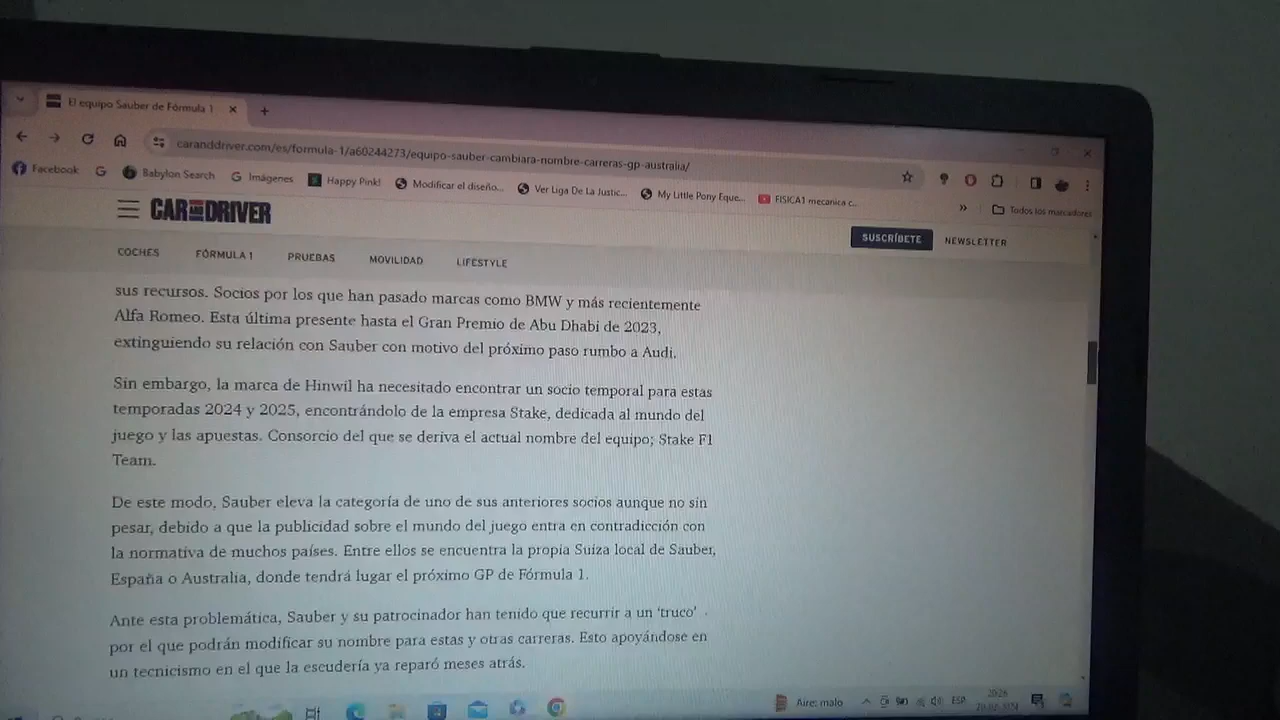 El equipo Sauber de Fórmula 1
caranddriver.com/es/formula-1/a60244273/equipo-sauber-cambiara-nombre-carreras-gp-australia/
Facebook
Babylon Search
Imágenes
Happy Pink!
Modificar el diseño...
Ver Liga De La Justic...
My Little Pony Eque...
FISICA1 mecanica c...
Todos los marcadores
CAR AND DRIVER
SUSCRÍBETE
NEWSLETTER
COCHES
FÓRMULA 1
PRUEBAS
MOVILIDAD
LIFESTYLE
sus recursos. Socios por los que han pasado marcas como BMW y más recientemente
Alfa Romeo. Esta última presente hasta el Gran Premio de Abu Dhabi de 2023,
extinguiendo su relación con Sauber con motivo del próximo paso rumbo a Audi.
Sin embargo, la marca de Hinwil ha necesitado encontrar un socio temporal para estas
temporadas 2024 y 2025, encontrándolo de la empresa Stake, dedicada al mundo del
juego y las apuestas. Consorcio del que se deriva el actual nombre del equipo; Stake F1
Team.
De este modo, Sauber eleva la categoría de uno de sus anteriores socios aunque no sin
pesar, debido a que la publicidad sobre el mundo del juego entra en contradicción con
la normativa de muchos países. Entre ellos se encuentra la propia Suiza local de Sauber,
España o Australia, donde tendrá lugar el próximo GP de Fórmula 1.
Ante esta problemática, Sauber y su patrocinador han tenido que recurrir a un ‘truco’
por el que podrán modificar su nombre para estas y otras carreras. Esto apoyándose en
un tecnicismo en el que la escudería ya reparó meses atrás.
Aire: malo
ESP